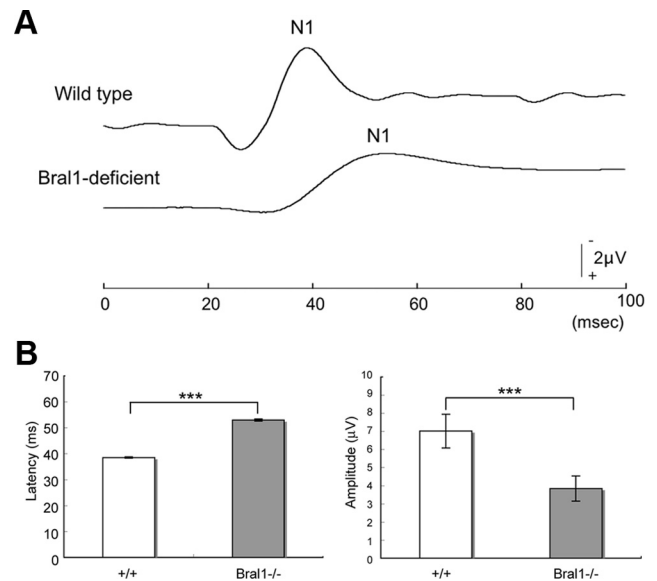 A
N1
Wild type
N1
Bral1-deficient
-
2μV
+
0 20 40 60 80 100
(msec)
B
70
60
50
40
30
20
10
0
Latency (ms)
***
+/+ Bral1-/-
10
9
8
7
6
5
4
3
2
1
0
Amplitude (μV)
***
+/+ Bral1-/-